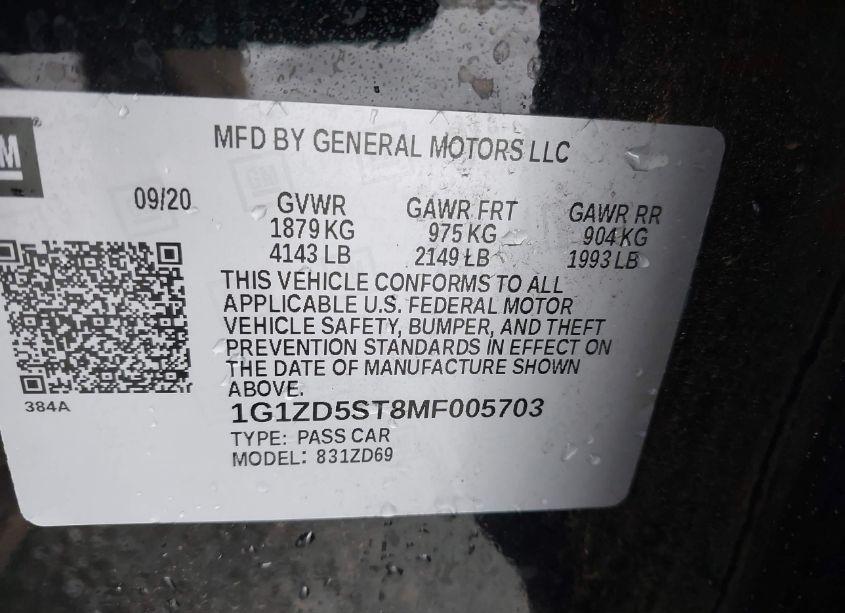 MFD BY GENERAL MOTORS LLC
09/20
GVWR
1879 KG
4143 LB
GAWR FRT
975 KG
2149 LB
GAWR RR
904 KG
1993 LB
THIS VEHICLE CONFORMS TO ALL
APPLICABLE U.S. FEDERAL MOTOR
VEHICLE SAFETY, BUMPER, AND THEFT
PREVENTION STANDARDS IN EFFECT ON
THE DATE OF MANUFACTURE SHOWN
ABOVE.
384A
1G1ZD5ST8MF005703
TYPE: PASS CAR
MODEL: 831ZD69